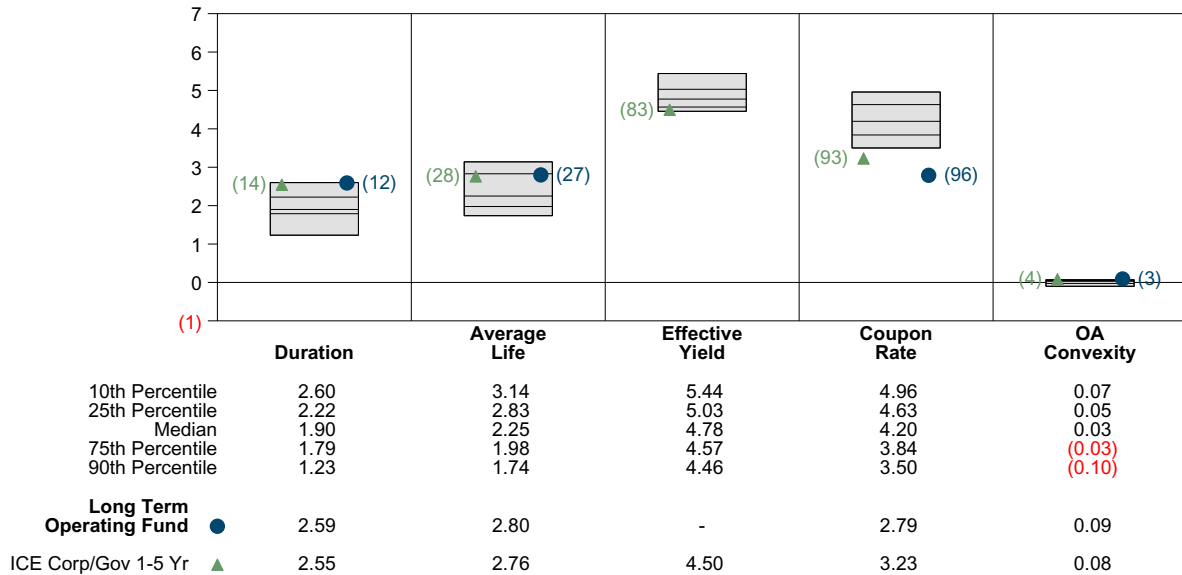 7
6
5
4
3
2
1
0
(1)
(14) (12)
(28) (27)
(83)
(93) (96)
(4) (3)
Duration Average Life Effective Yield Coupon Rate OA Convexity
10th Percentile 2.60 3.14 5.44 4.96 0.07
25th Percentile 2.22 2.83 5.03 4.63 0.05
Median 1.90 2.25 4.78 4.20 0.03
75th Percentile 1.79 1.98 4.57 3.84 (0.03)
90th Percentile 1.23 1.74 4.46 3.50 (0.10)
Long Term
Operating Fund 2.59 2.80 - 2.79 0.09
ICE Corp/Gov 1-5 Yr 2.55 2.76 4.50 3.23 0.08